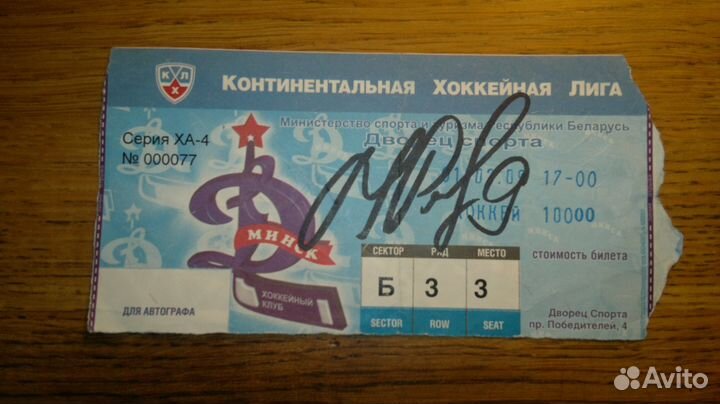 КХЛ
Континентальная Хоккейная Лига
Министерство спорта и туризма Республики Беларусь
Дворец спорта
Серия ХА-4
№ 000077
17-00
ХОККЕЙ 10000
МИНСК
ХОККЕЙНЫЙ
КЛУБ
СЕКТОР РЯД МЕСТО
Б 3 3
SECTOR ROW SEAT
стоимость билета
ДЛЯ АВТОГРАФА
Дворец Спорта
пр. Победителей, 4
Avito